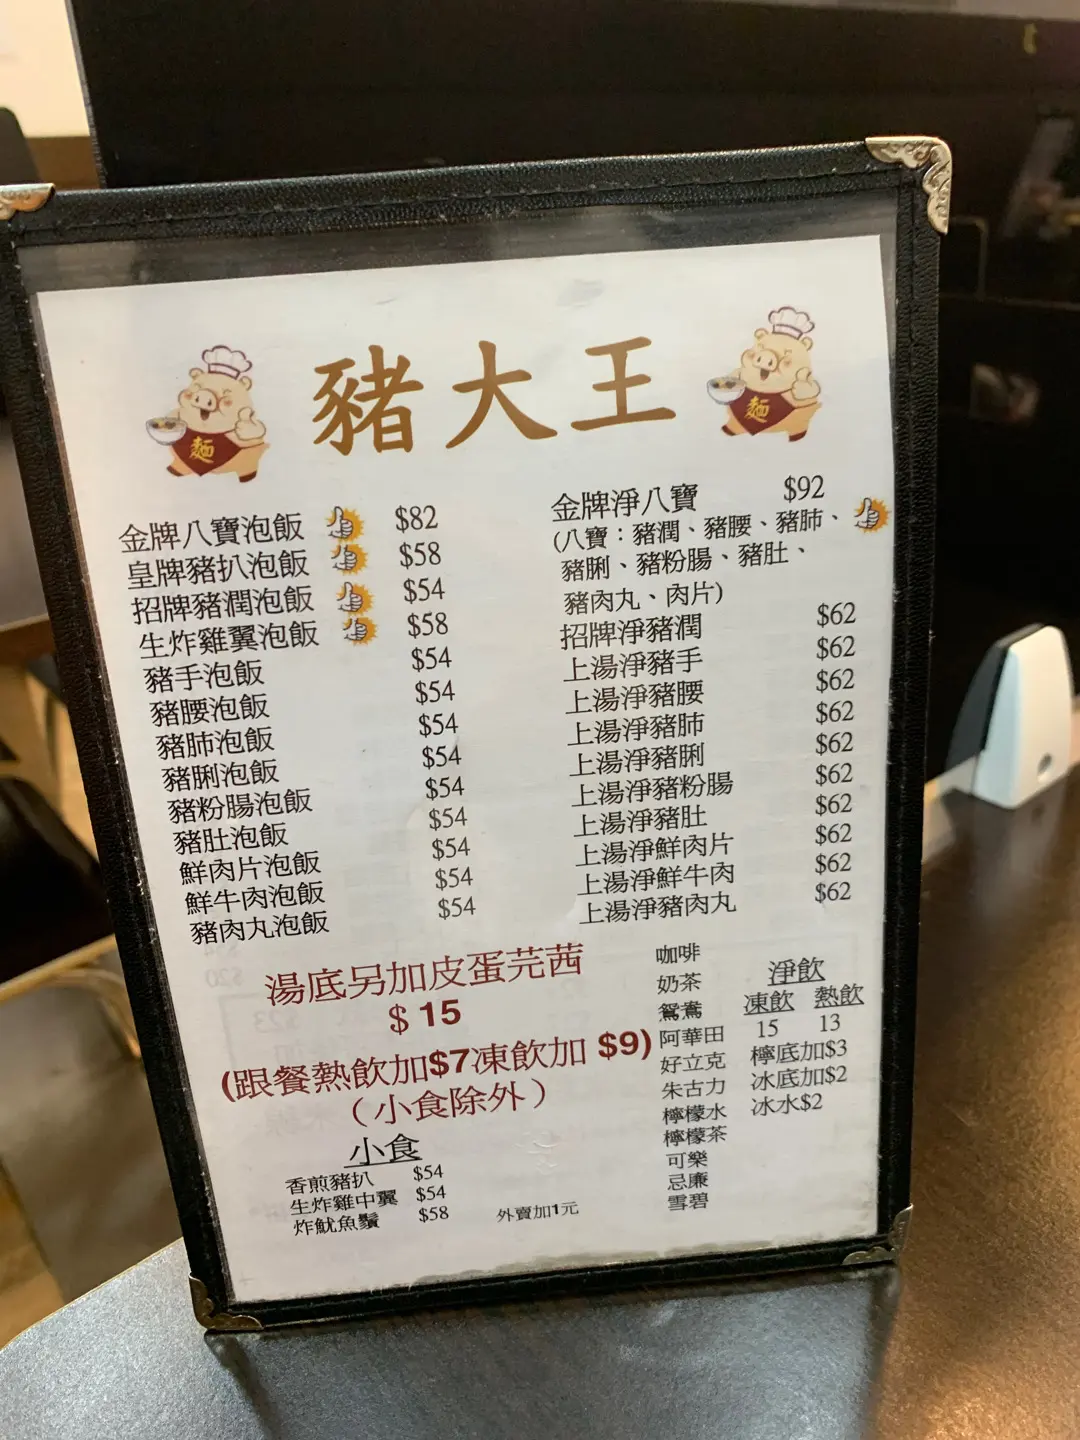 豬大王
麵
麵
金牌八寶泡飯 $82
皇牌豬扒泡飯 $58
招牌豬潤泡飯 $54
生炸雞翼泡飯 $58
豬手泡飯 $54
豬腰泡飯 $54
豬肺泡飯 $54
豬脷泡飯 $54
豬粉腸泡飯 $54
豬肚泡飯 $54
鮮肉片泡飯 $54
鮮牛肉泡飯 $54
豬肉丸泡飯 $54
金牌淨八寶 $92
(八寶：豬潤、豬腰、豬肺、
豬脷、豬粉腸、豬肚、
豬肉丸、肉片)
招牌淨豬潤 $62
上湯淨豬手 $62
上湯淨豬腰 $62
上湯淨豬肺 $62
上湯淨豬脷 $62
上湯淨豬粉腸 $62
上湯淨豬肚 $62
上湯淨鮮肉片 $62
上湯淨鮮牛肉 $62
上湯淨豬肉丸 $62
湯底另加皮蛋芫茜
$ 15
(跟餐熱飲加$7凍飲加 $9)
（小食除外）
小食
香煎豬扒 $54
生炸雞中翼 $54
炸魷魚鬚 $58
外賣加1元
咖啡
奶茶
鴛鴦
阿華田
好立克
朱古力
檸檬水
檸檬茶
可樂
忌廉
雪碧
淨飲
凍飲 熱飲
15 13
檸底加$3
冰底加$2
冰水$2